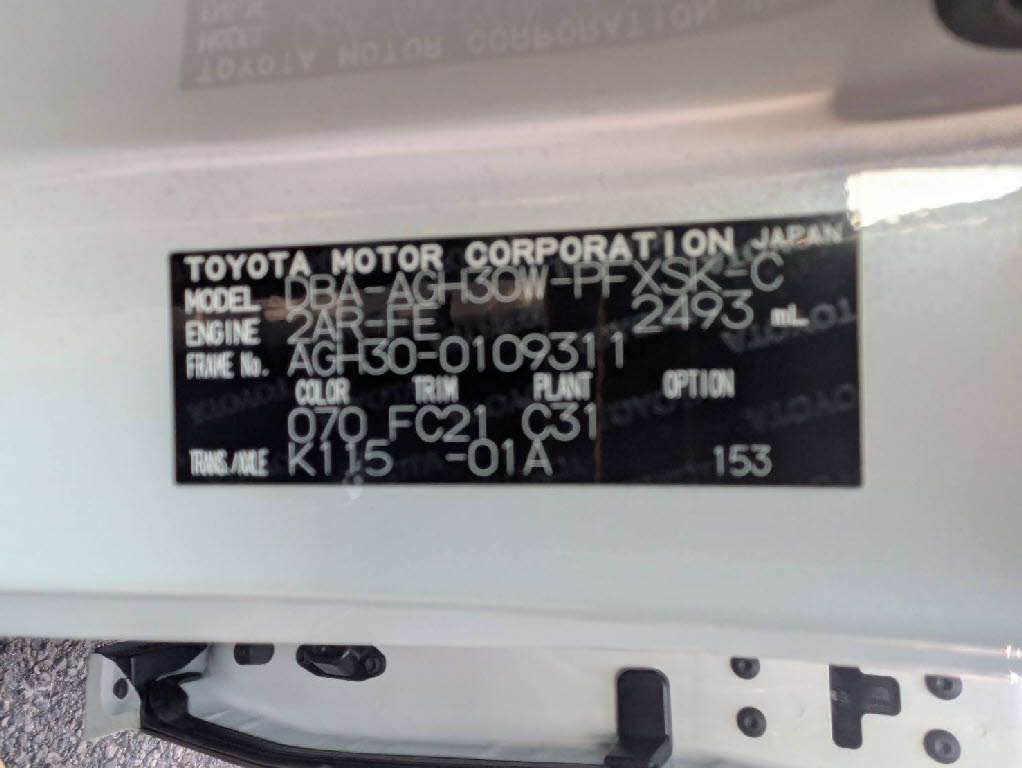 TOYOTA MOTOR CORPORATION JAPAN
MODEL DBA-AGH30W-PFXSK-C
ENGINE 2AR-FE 2493 mL
FRAME No. AGH30-0109311
COLOR TRIM PLANT OPTION
070 FC21 C31
TRANS./AXLE K115 -01A 153